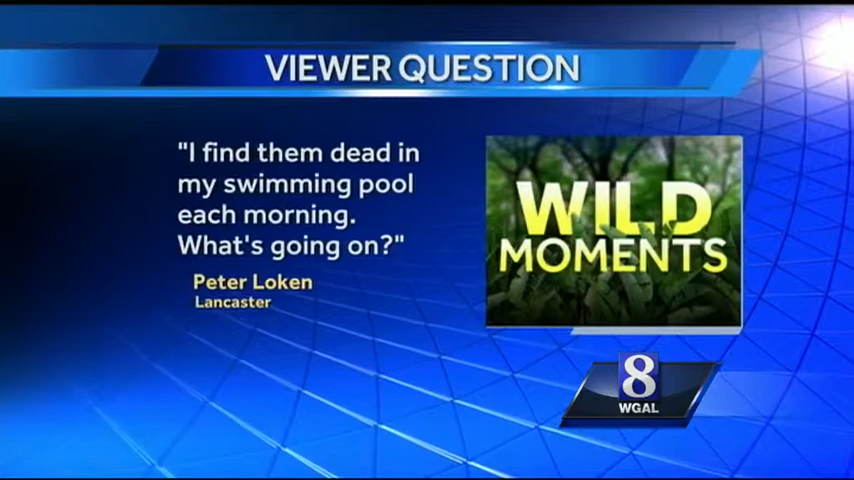 VIEWER QUESTION
"I find them dead in
my swimming pool
each morning.
What's going on?"
Peter Loken
Lancaster
WILD
MOMENTS
8
WGAL